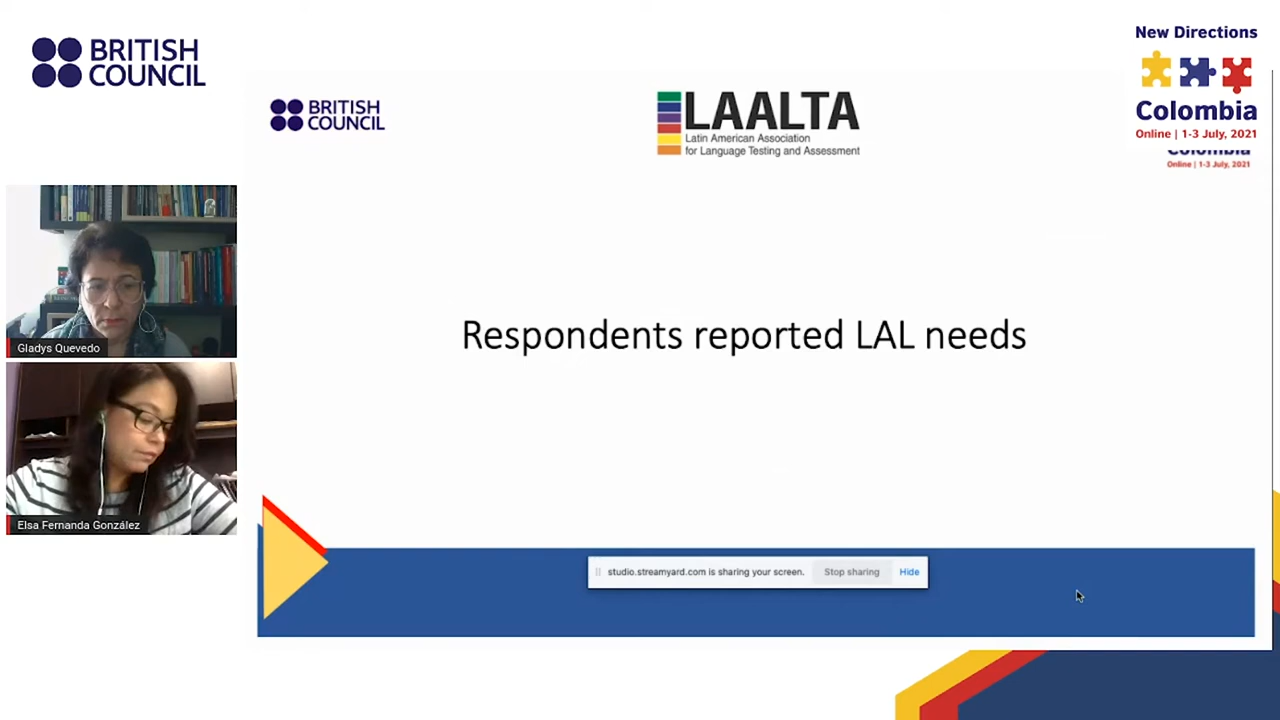 BRITISH
COUNCIL
New Directions
Colombia
Online | 1-3 July, 2021
BRITISH
COUNCIL
LAALTA
Latin American Association
for Language Testing and Assessment
Colombia
Online | 1-3 July, 2021
Gladys Quevedo
Elsa Fernanda González
Respondents reported LAL needs
studio.streamyard.com is sharing your screen.
Stop sharing
Hide